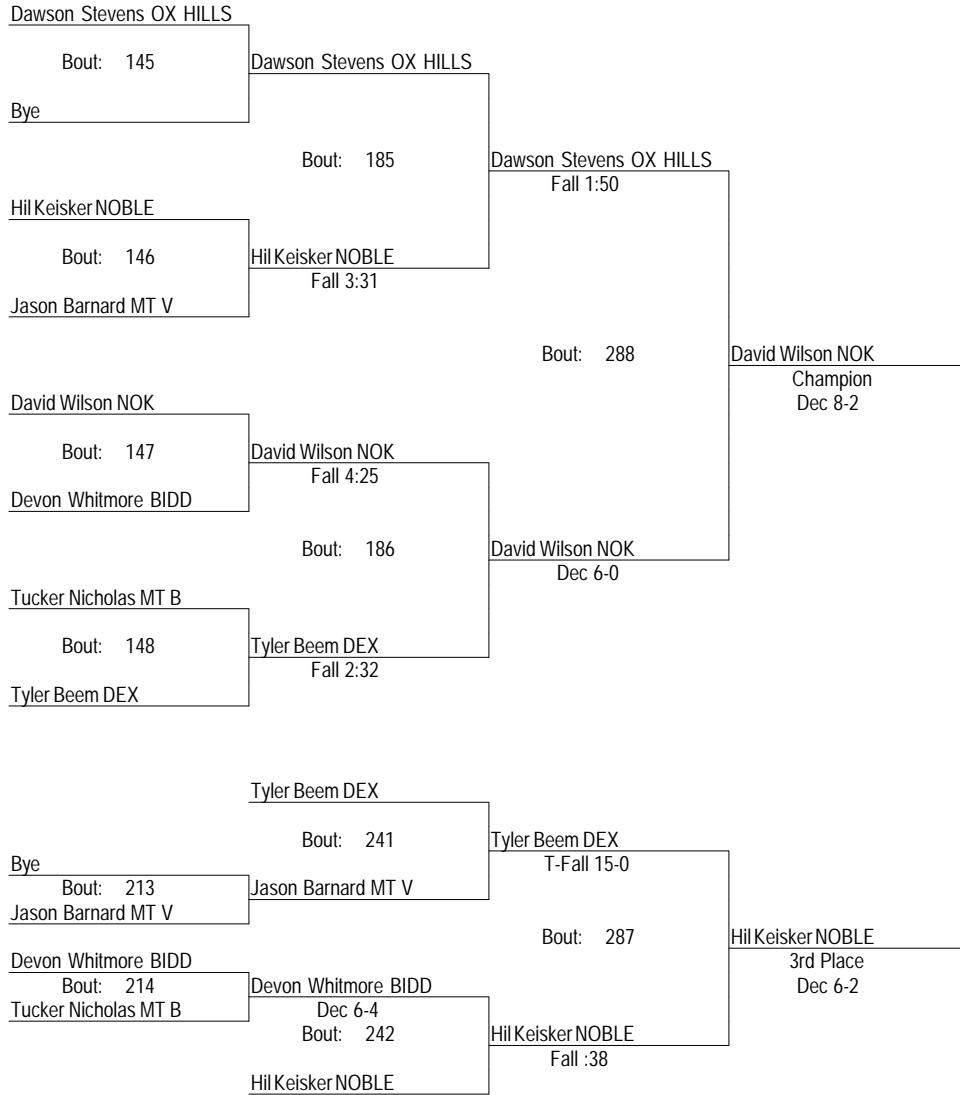 Dawson Stevens OX HILLS
Bout: 145
Dawson Stevens OX HILLS
Bye
Bout: 185
Dawson Stevens OX HILLS
Fall 1:50
Hil Keisker NOBLE
Bout: 146
Hil Keisker NOBLE
Fall 3:31
Jason Barnard MT V
Bout: 288
David Wilson NOK
Champion
Dec 8-2
David Wilson NOK
Bout: 147
David Wilson NOK
Fall 4:25
Devon Whitmore BIDD
Bout: 186
David Wilson NOK
Dec 6-0
Tucker Nicholas MT B
Bout: 148
Tyler Beem DEX
Fall 2:32
Tyler Beem DEX
Tyler Beem DEX
Bout: 241
Tyler Beem DEX
T-Fall 15-0
Bye
Bout: 213
Jason Barnard MT V
Jason Barnard MT V
Bout: 287
Hil Keisker NOBLE
3rd Place
Dec 6-2
Devon Whitmore BIDD
Bout: 214
Devon Whitmore BIDD
Tucker Nicholas MT B
Dec 6-4
Bout: 242
Hil Keisker NOBLE
Fall :38
Hil Keisker NOBLE